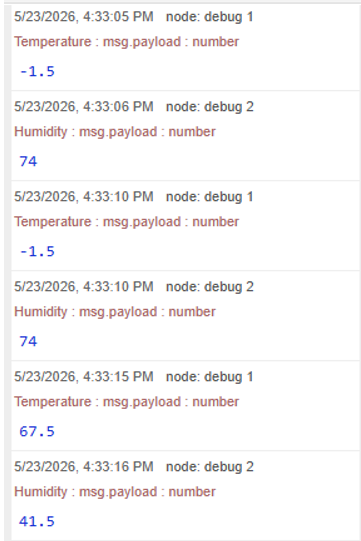 5/23/2026, 4:33:05 PM node: debug 1
Temperature : msg.payload : number
-1.5
5/23/2026, 4:33:06 PM node: debug 2
Humidity : msg.payload : number
74
5/23/2026, 4:33:10 PM node: debug 1
Temperature : msg.payload : number
-1.5
5/23/2026, 4:33:10 PM node: debug 2
Humidity : msg.payload : number
74
5/23/2026, 4:33:15 PM node: debug 1
Temperature : msg.payload : number
67.5
5/23/2026, 4:33:16 PM node: debug 2
Humidity : msg.payload : number
41.5